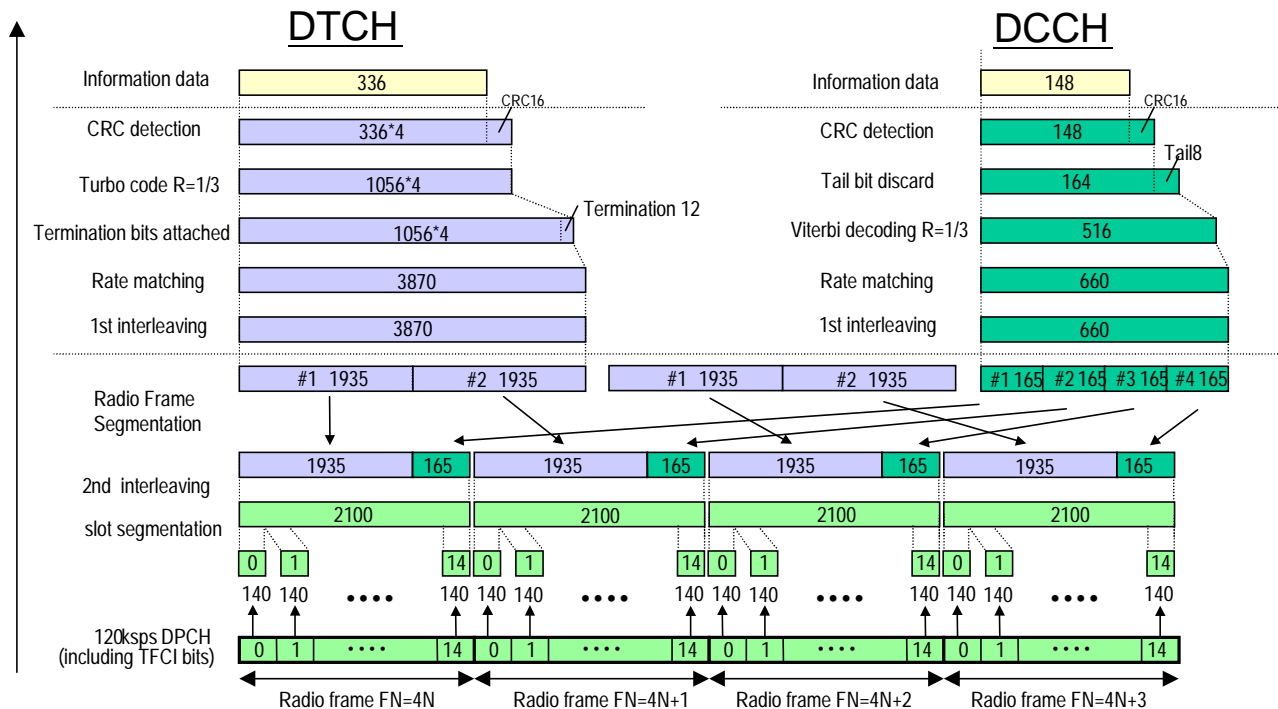 DTCH DCCH
Information data 336 Information data 148
CRC16 CRC16
CRC detection 336*4 CRC detection 148
Tail8
Turbo code R=1/3 1056*4 Tail bit discard 164
Termination 12
Termination bits attached 1056*4 Viterbi decoding R=1/3 516
Rate matching 3870 Rate matching 660
1st interleaving 3870 1st interleaving 660
#1 1935 #2 1935 #1 1935 #2 1935 #1 165 #2 165 #3 165 #4 165
Radio Frame
Segmentation
1935 165 1935 165 1935 165 1935 165
2nd interleaving
2100 2100 2100 2100
slot segmentation
0 1 14 0 1 14 0 1 14 0 1 14
140 140 •••• 140 140 140 •••• 140 140 140 •••• 140 140 140 •••• 140
120ksps DPCH
(including TFCI bits)
0 1 •••• 14 0 1 •••• 14 0 1 •••• 14 0 1 •••• 14
Radio frame FN=4N Radio frame FN=4N+1 Radio frame FN=4N+2 Radio frame FN=4N+3